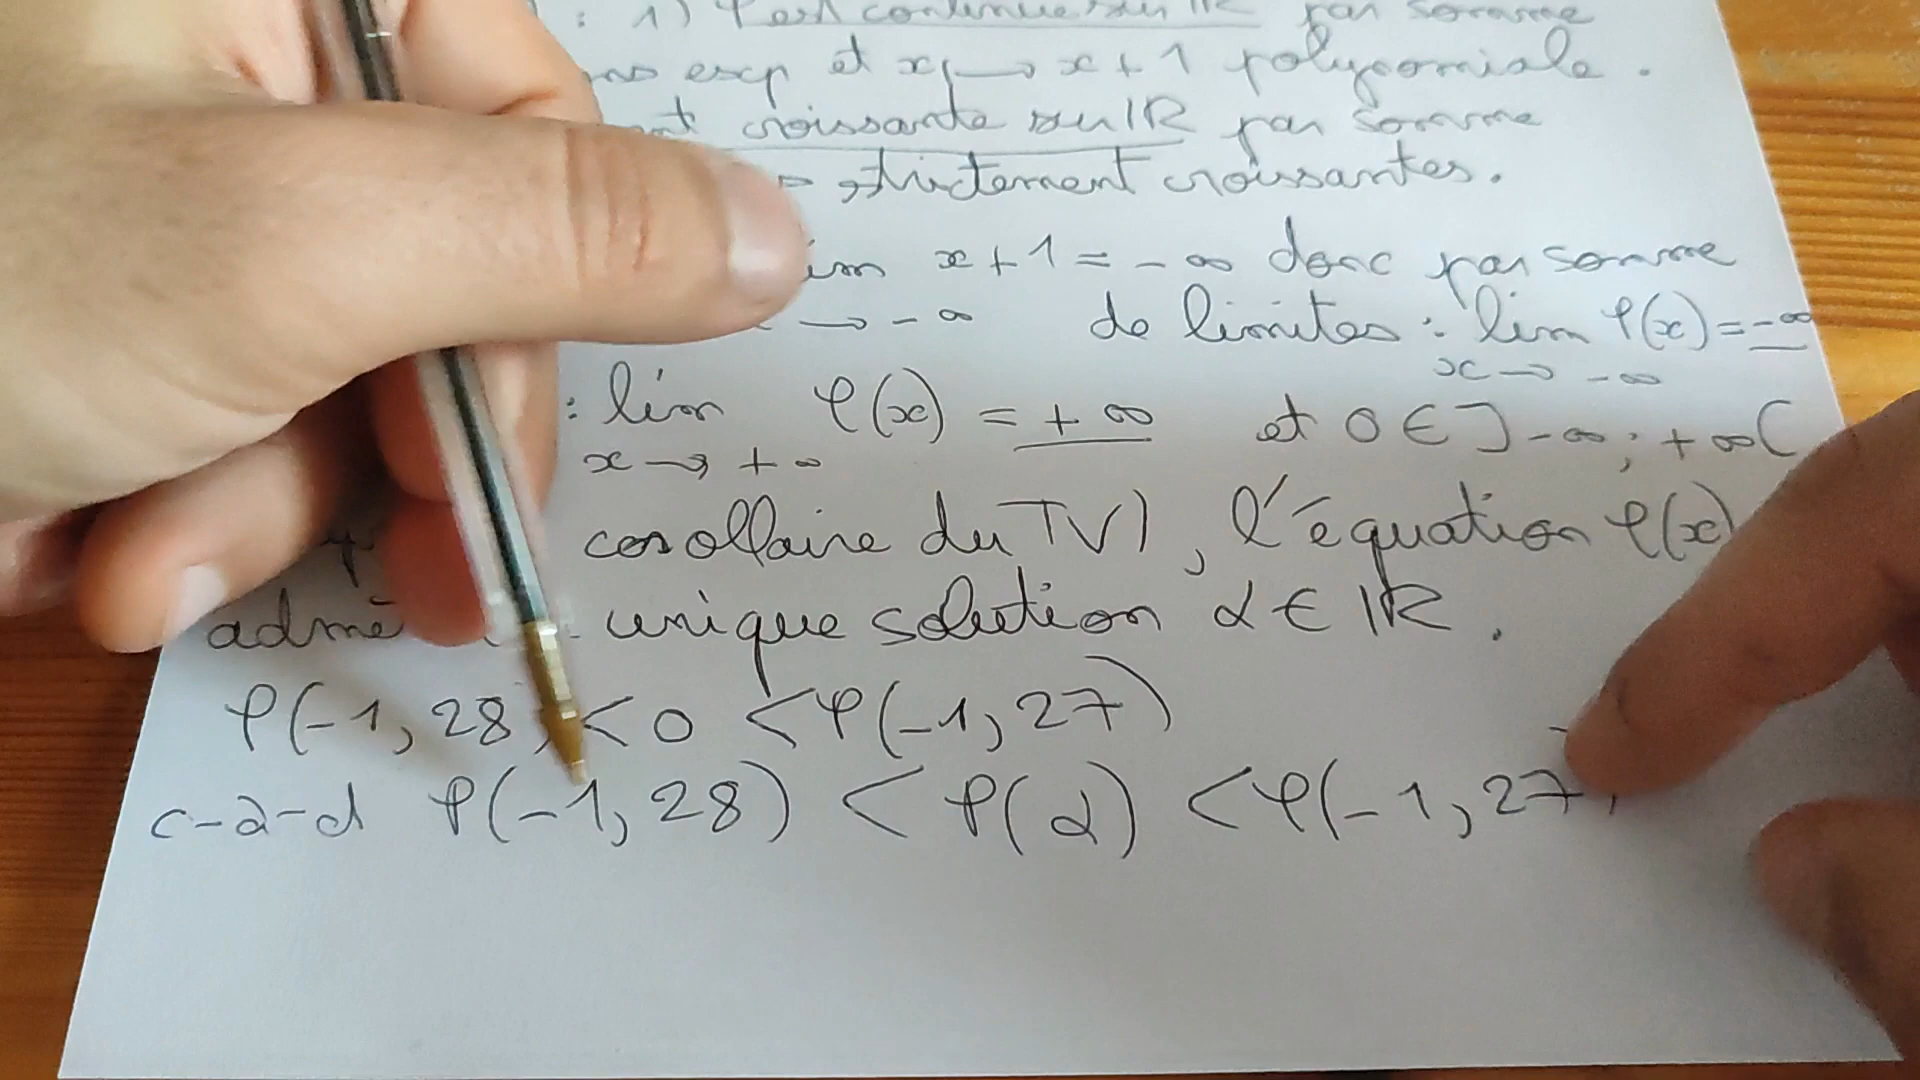 : 1) φ est continue sur ℝ par somme
exp et x ↦ x + 1 polynomiale.
croissante sur ℝ par somme
strictement croissantes.
lim x + 1 = - ∞ donc par somme
→ - ∞ de limites : lim φ(x) = - ∞
x → - ∞
: lim φ(x) = + ∞ et 0 ∈ ]- ∞ ; + ∞[
x → + ∞
corollaire du TVI, l'équation φ(x)
unique solution α ∈ ℝ.
φ(-1,28) < 0 < φ(-1,27)
c-à-d φ(-1,28) < φ(α) < φ(-1,27)